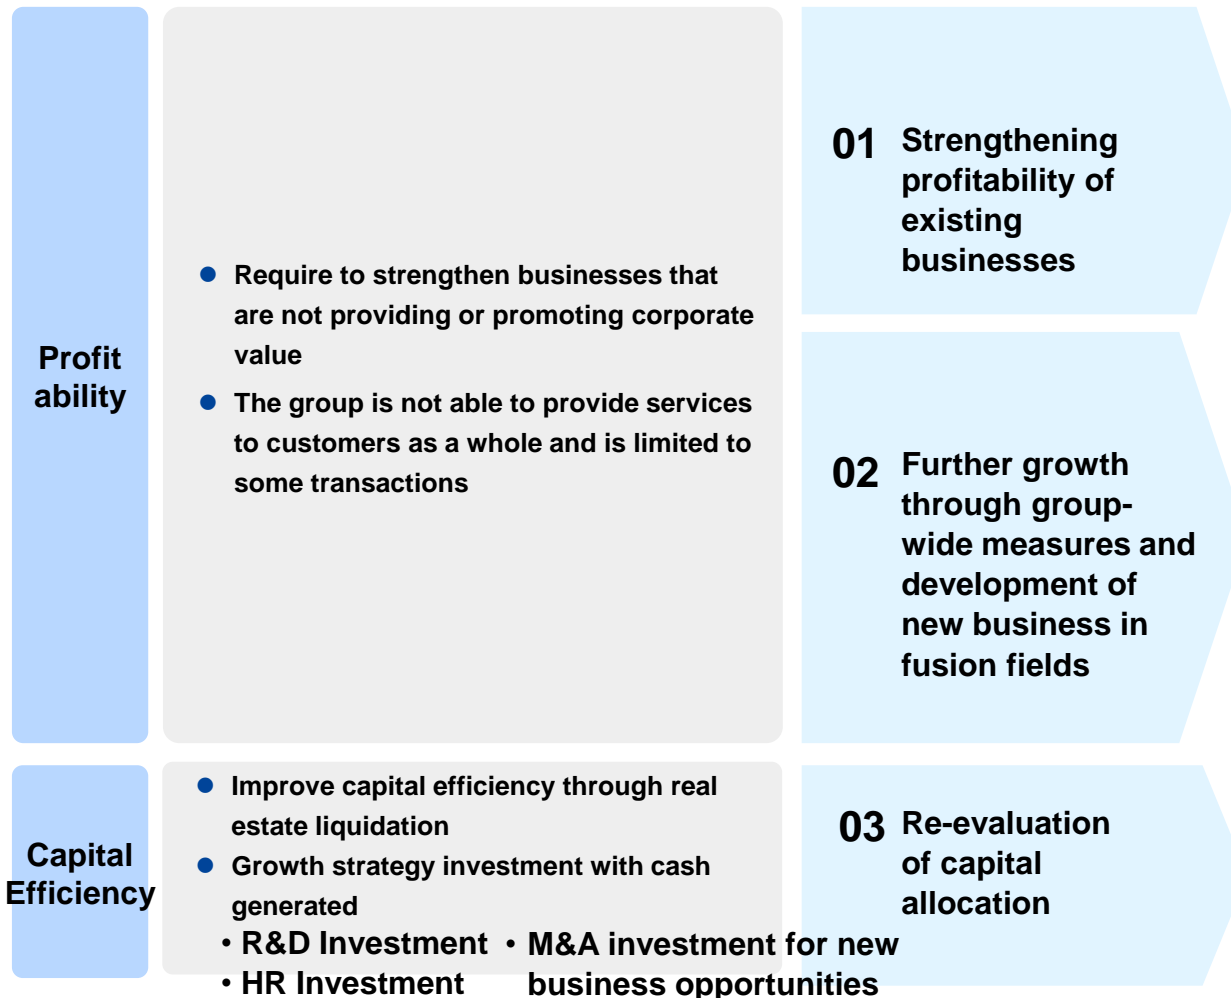 Profit
ability
● Require to strengthen businesses that
are not providing or promoting corporate
value
● The group is not able to provide services
to customers as a whole and is limited to
some transactions
01 Strengthening
profitability of
existing
businesses
02 Further growth
through group-
wide measures and
development of
new business in
fusion fields
Capital
Efficiency
● Improve capital efficiency through real
estate liquidation
● Growth strategy investment with cash
generated
・R&D Investment
・HR Investment
・M&A investment for new
business opportunities
03 Re-evaluation
of capital
allocation